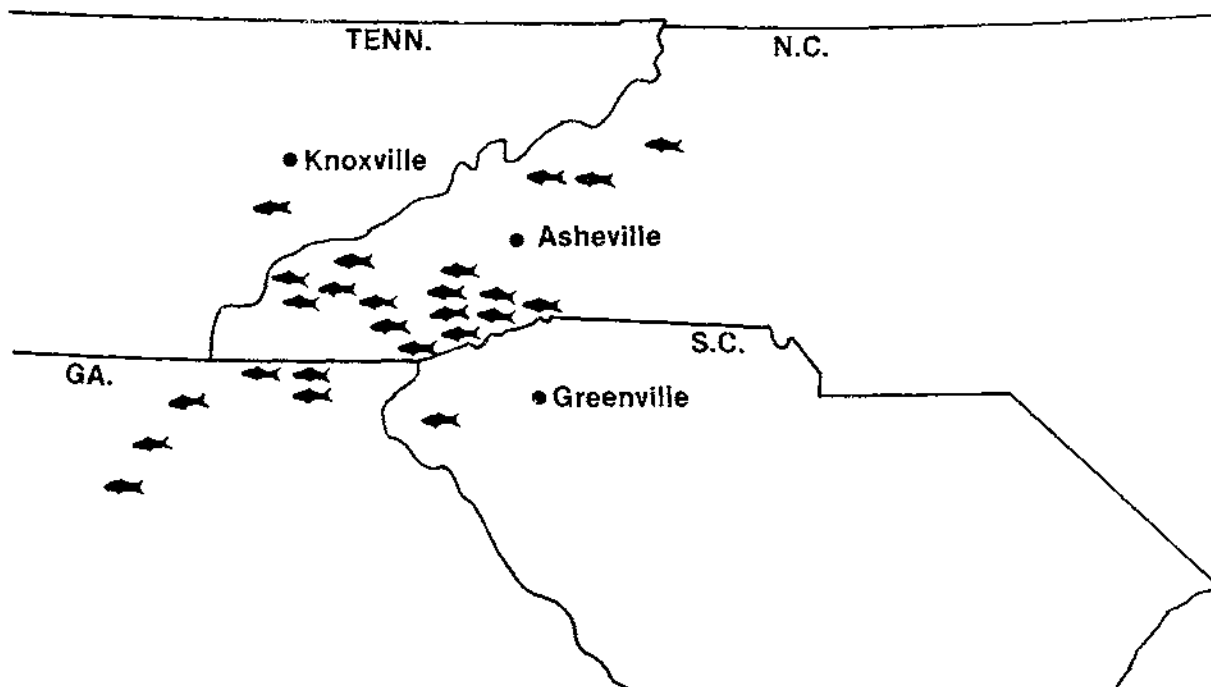 TENN.
N.C.
Knoxville
Asheville
S.C.
GA.
Greenville